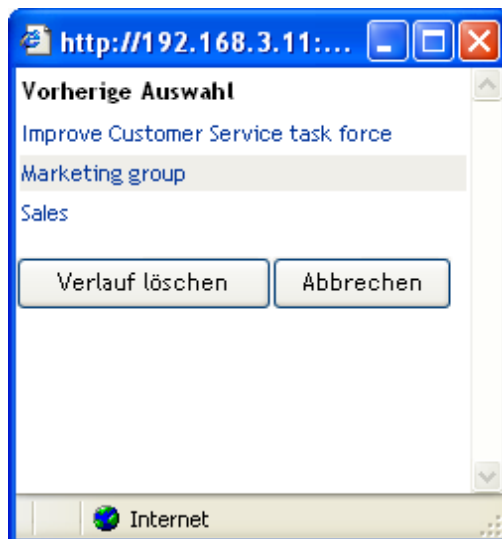 http://192.168.3.11:...
Vorherige Auswahl
Improve Customer Service task force
Marketing group
Sales
Verlauf löschen Abbrechen
Internet